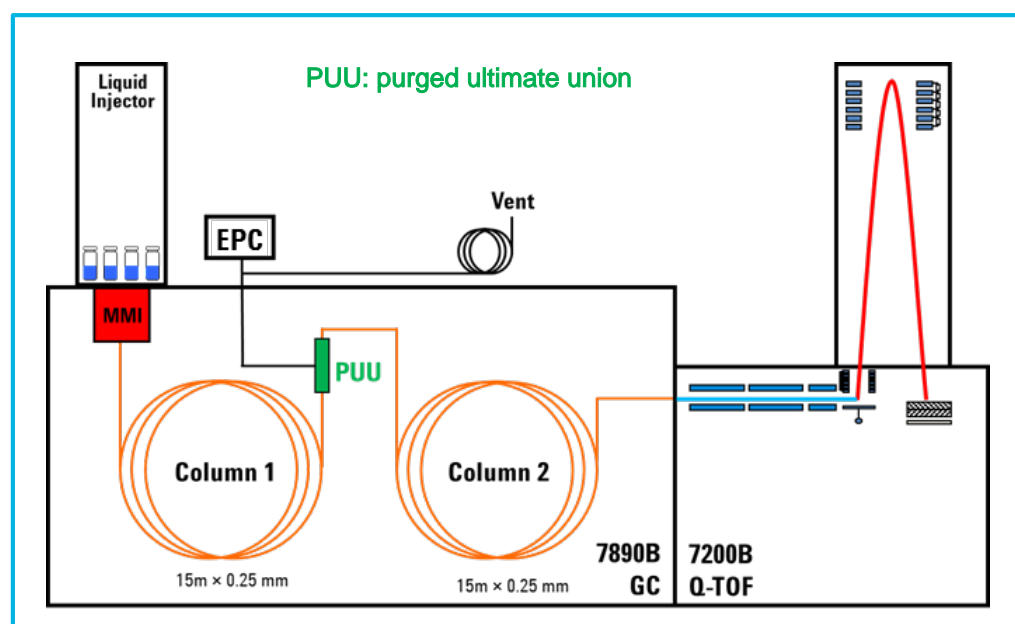 PUU: purged ultimate union
Liquid
Injector
Vent
EPC
MMI
PUU
Column 1
Column 2
15m × 0.25 mm
15m × 0.25 mm
7890B
GC
7200B
Q-TOF